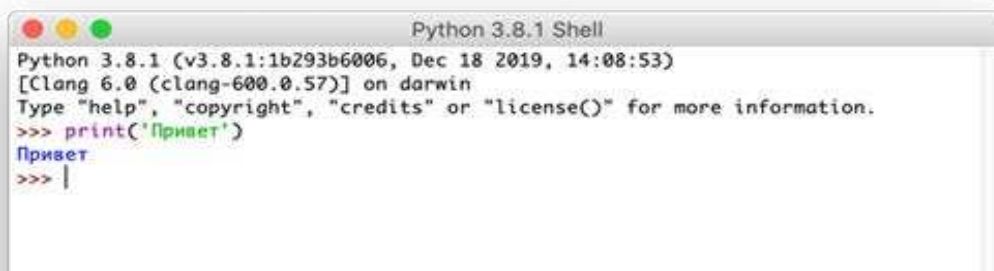 Python 3.8.1 Shell
Python 3.8.1 (v3.8.1:1b293b6006, Dec 18 2019, 14:08:53)
[Clang 6.0 (clang-600.0.57)] on darwin
Type "help", "copyright", "credits" or "license()" for more information.
>>> print('Привет')
Привет
>>>